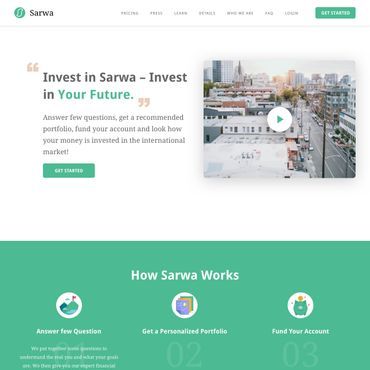 Sarwa
PRICING PRESS LEARN DETAILS WHO WE ARE FAQ LOGIN GET STARTED
Invest in Sarwa – Invest
in Your Future.
Answer few questions, get a recommended
portfolio, fund your account and look how
your money is invested in the international
market!
GET STARTED
How Sarwa Works
Answer few Question
Get a Personalized Portfolio
Fund Your Account
01
We put together some questions to
understand the real you and what your goals
are. We then give you our expert financial
02
03